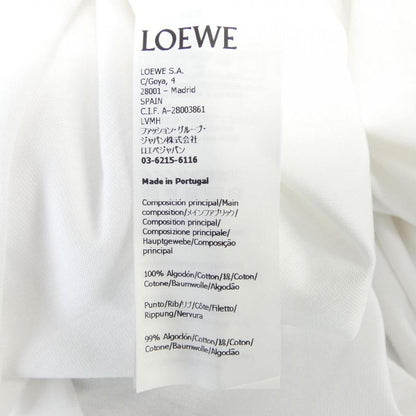 LOEWE
LOEWE S.A.
C/Goya, 4
28001 - Madrid
SPAIN
C.I.F. A-28003861
LVMH
ファッション・グループ・
ジャパン株式会社
ロエベジャパン
03-6215-6116
Made in Portugal
Composición principal/Main
composition/メインファブリック/
Composition principal/
Composizione principale/
Hauptgewebe/Composição
principal
100% Algodón/Cotton/綿/Coton/
Cotone/Baumwolle/Algodão
Punto/Rib/リブ/Côte/Filetto/
Rippung/Nervura
99% Algodón/Cotton/綿/Coton/
Cotone/Baumwolle/Algodão